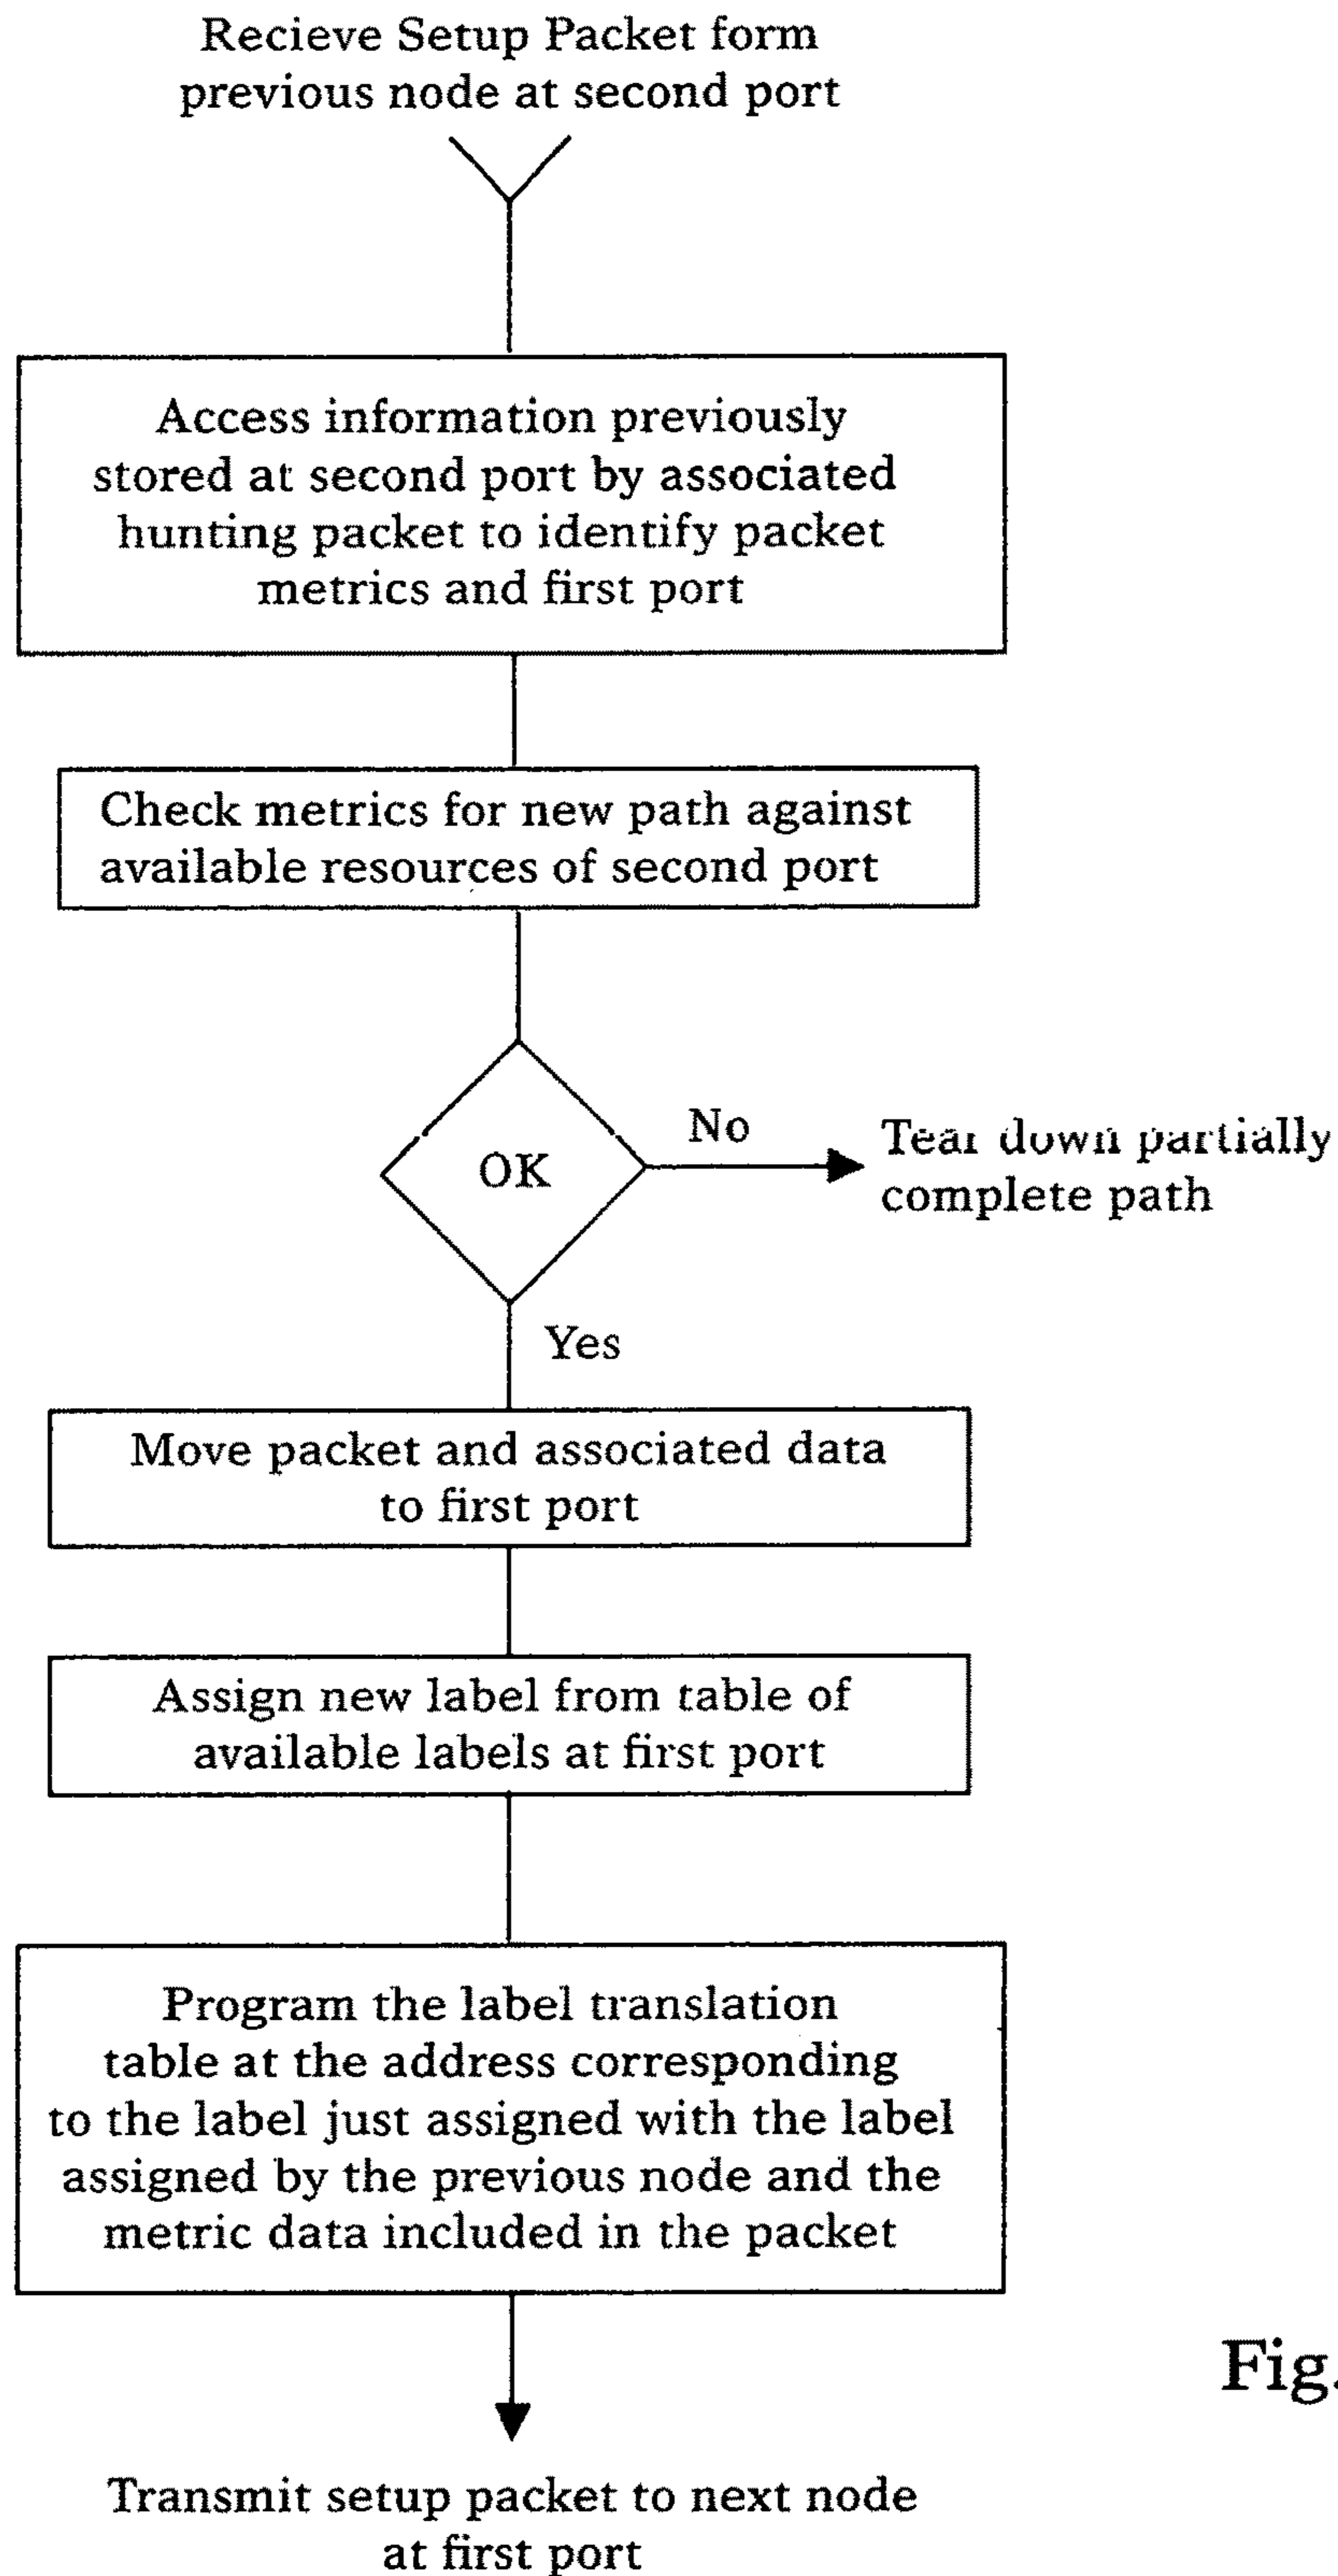 Recieve Setup Packet form
previous node at second port
Access information previously
stored at second port by associated
hunting packet to identify packet
metrics and first port
Check metrics for new path against
available resources of second port
OK
No
Tear down partially
complete path
Yes
Move packet and associated data
to first port
Assign new label from table of
available labels at first port
Program the label translation
table at the address corresponding
to the label just assigned with the label
assigned by the previous node and the
metric data included in the packet
Fig.
Transmit setup packet to next node
at first port